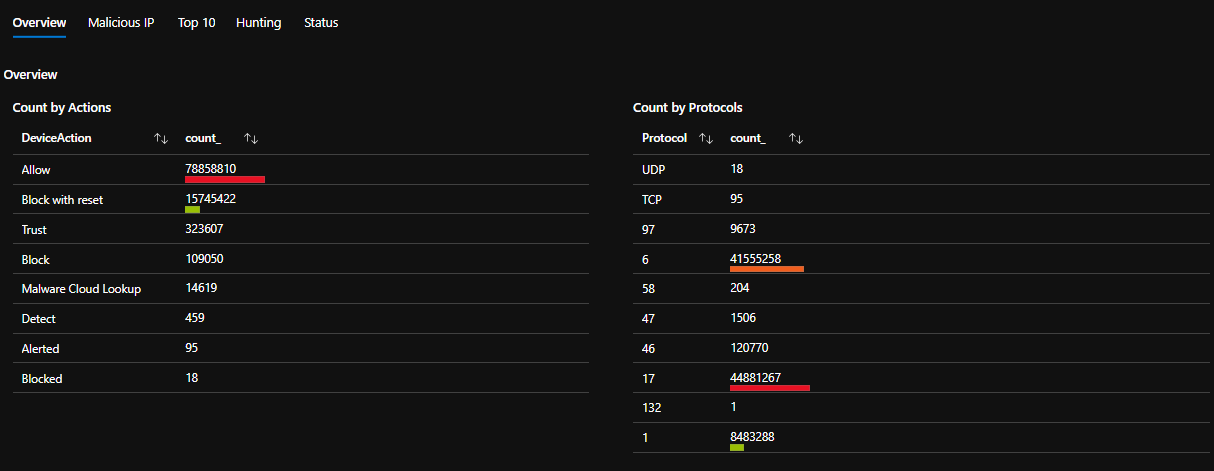 Overview Malicious IP Top 10 Hunting Status
Overview
Count by Actions
DeviceAction count_
Allow 78858810
Block with reset 15745422
Trust 323607
Block 109050
Malware Cloud Lookup 14619
Detect 459
Alerted 95
Blocked 18
Count by Protocols
Protocol count_
UDP 18
TCP 95
97 9673
6 41555258
58 204
47 1506
46 120770
17 44881267
132 1
1 8483288